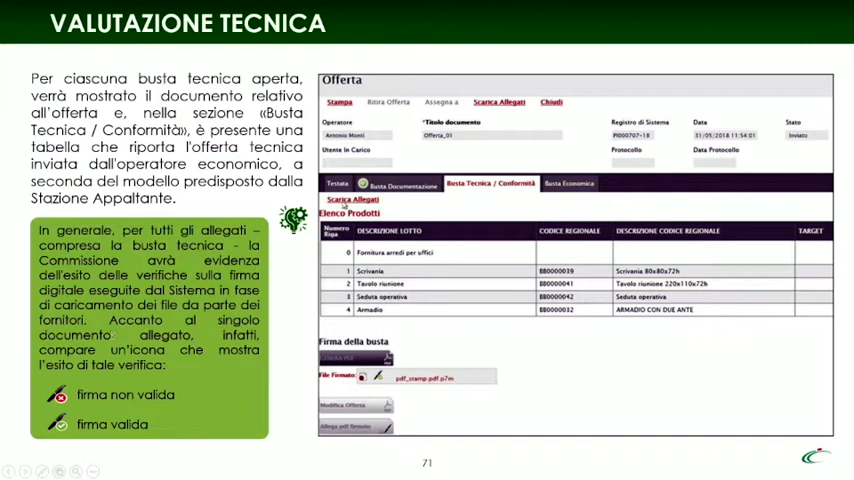 VALUTAZIONE TECNICA
Per ciascuna busta tecnica aperta,
verrà mostrato il documento relativo
all'offerta e, nella sezione «Busta
Tecnica / Conformità», è presente una
tabella che riporta l'offerta tecnica
inviata dall'operatore economico, a
seconda del modello predisposto dalla
Stazione Appaltante.
In generale, per tutti gli allegati –
compresa la busta tecnica - la
Commissione avrà evidenza
dell'esito delle verifiche sulla firma
digitale eseguite dal Sistema in fase
di caricamento dei file da parte dei
fornitori. Accanto al singolo
documento allegato, infatti,
compare un'icona che mostra
l'esito di tale verifica:
firma non valida
firma valida
Offerta
Stampa Ritira Offerta Assegna a Scarica Allegati Chiudi
Operatore *Titolo documento Registro di Sistema Data Stato
Antonio Monti Offerta_01 PI000707-18 31/05/2018 11:54:01 Inviato
Utente In Carico Protocollo Data Protocollo
Testata Busta Documentazione Busta Tecnica / Conformità Busta Economica
Scarica Allegati
Elenco Prodotti
Numero Riga DESCRIZIONE LOTTO CODICE REGIONALE DESCRIZIONE CODICE REGIONALE TARGET
0 Fornitura arredi per uffici
1 Scrivania 880000039 Scrivania 80x80x72h
2 Tavolo riunione 880000041 Tavolo riunione 220x110x72h
3 Seduta operativa 880000042 Seduta operativa
4 Armadio 880000032 ARMADIO CON DUE ANTE
Firma della busta
File Firmato pdf_stamp.pdf.p7m
Modifica Offerta
Allega pdf firmato
71